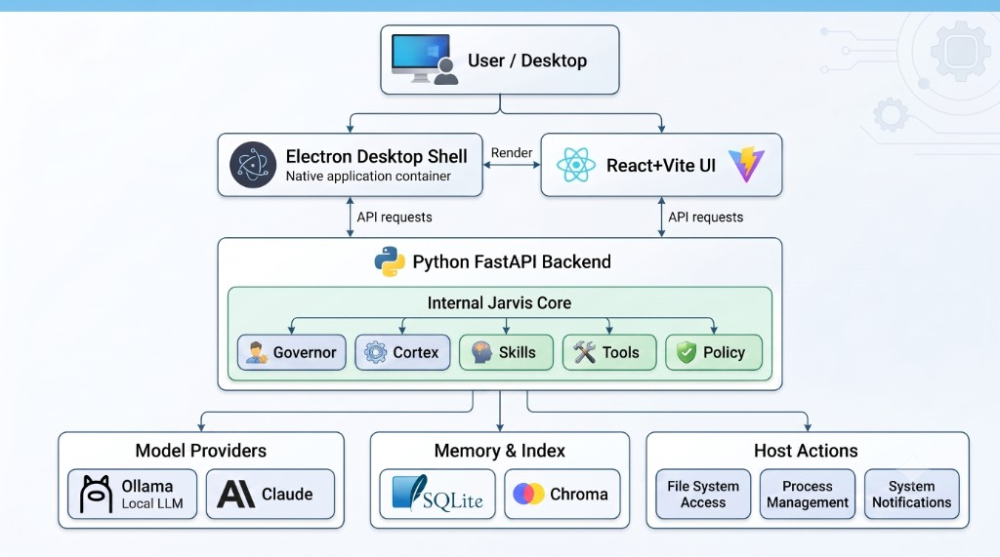 User / Desktop
Electron Desktop Shell
Native application container
Render
React+Vite UI
API requests
API requests
Python FastAPI Backend
Internal Jarvis Core
Governor
Cortex
Skills
Tools
Policy
Model Providers
Ollama
Local LLM
Claude
Memory & Index
SQLite
Chroma
Host Actions
File System
Access
Process
Management
System
Notifications